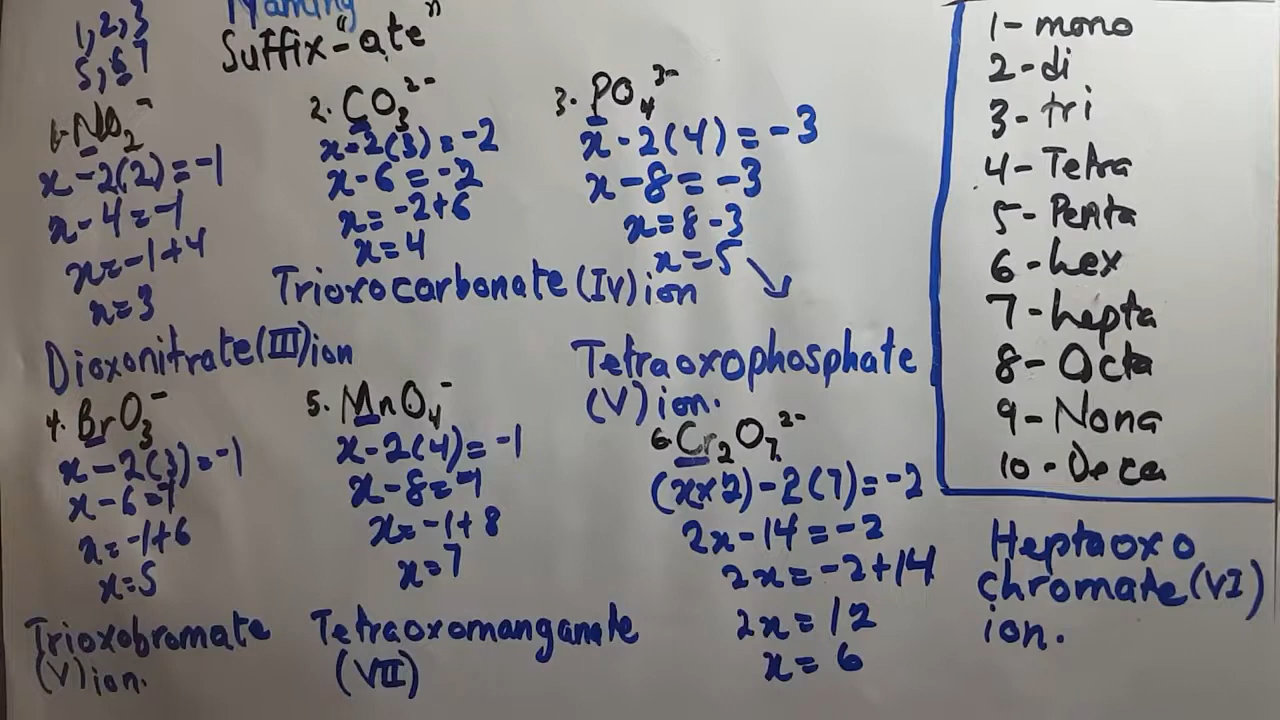 Naming
1,2,3
5,6,7
Suffix-"ate"
1. NO₂⁻
x-2(2)=-1
x-4=-1
x=-1+4
x=3
Dioxonitrate(III)ion
2. CO₃²⁻
x-2(3)=-2
x-6=-2
x=-2+6
x=4
Trioxocarbonate(IV)ion
3. PO₄³⁻
x-2(4)=-3
x-8=-3
x=8-3
x=5
Tetraoxophosphate
(V)ion.
4. BrO₃⁻
x-2(3)=-1
x-6=-1
x=-1+6
x=5
Trioxobromate
(V)ion.
5. MnO₄⁻
x-2(4)=-1
x-8=-1
x=-1+8
x=7
Tetraoxomanganate
(VII)
6. Cr₂O₇²⁻
(x×2)-2(7)=-2
2x-14=-2
2x=-2+14
2x=12
x=6
Heptaoxo
chromate(VI)
ion.
1-mono
2-di
3-tri
4-Tetra
5-Penta
6-hex
7-hepta
8-Octa
9-Nona
10-Deca